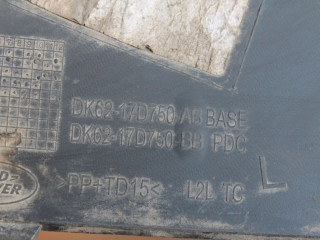 DK62-17D750-AB BASE
DK62-17D750-BB PDC
>PP+TD15< L2L TC L